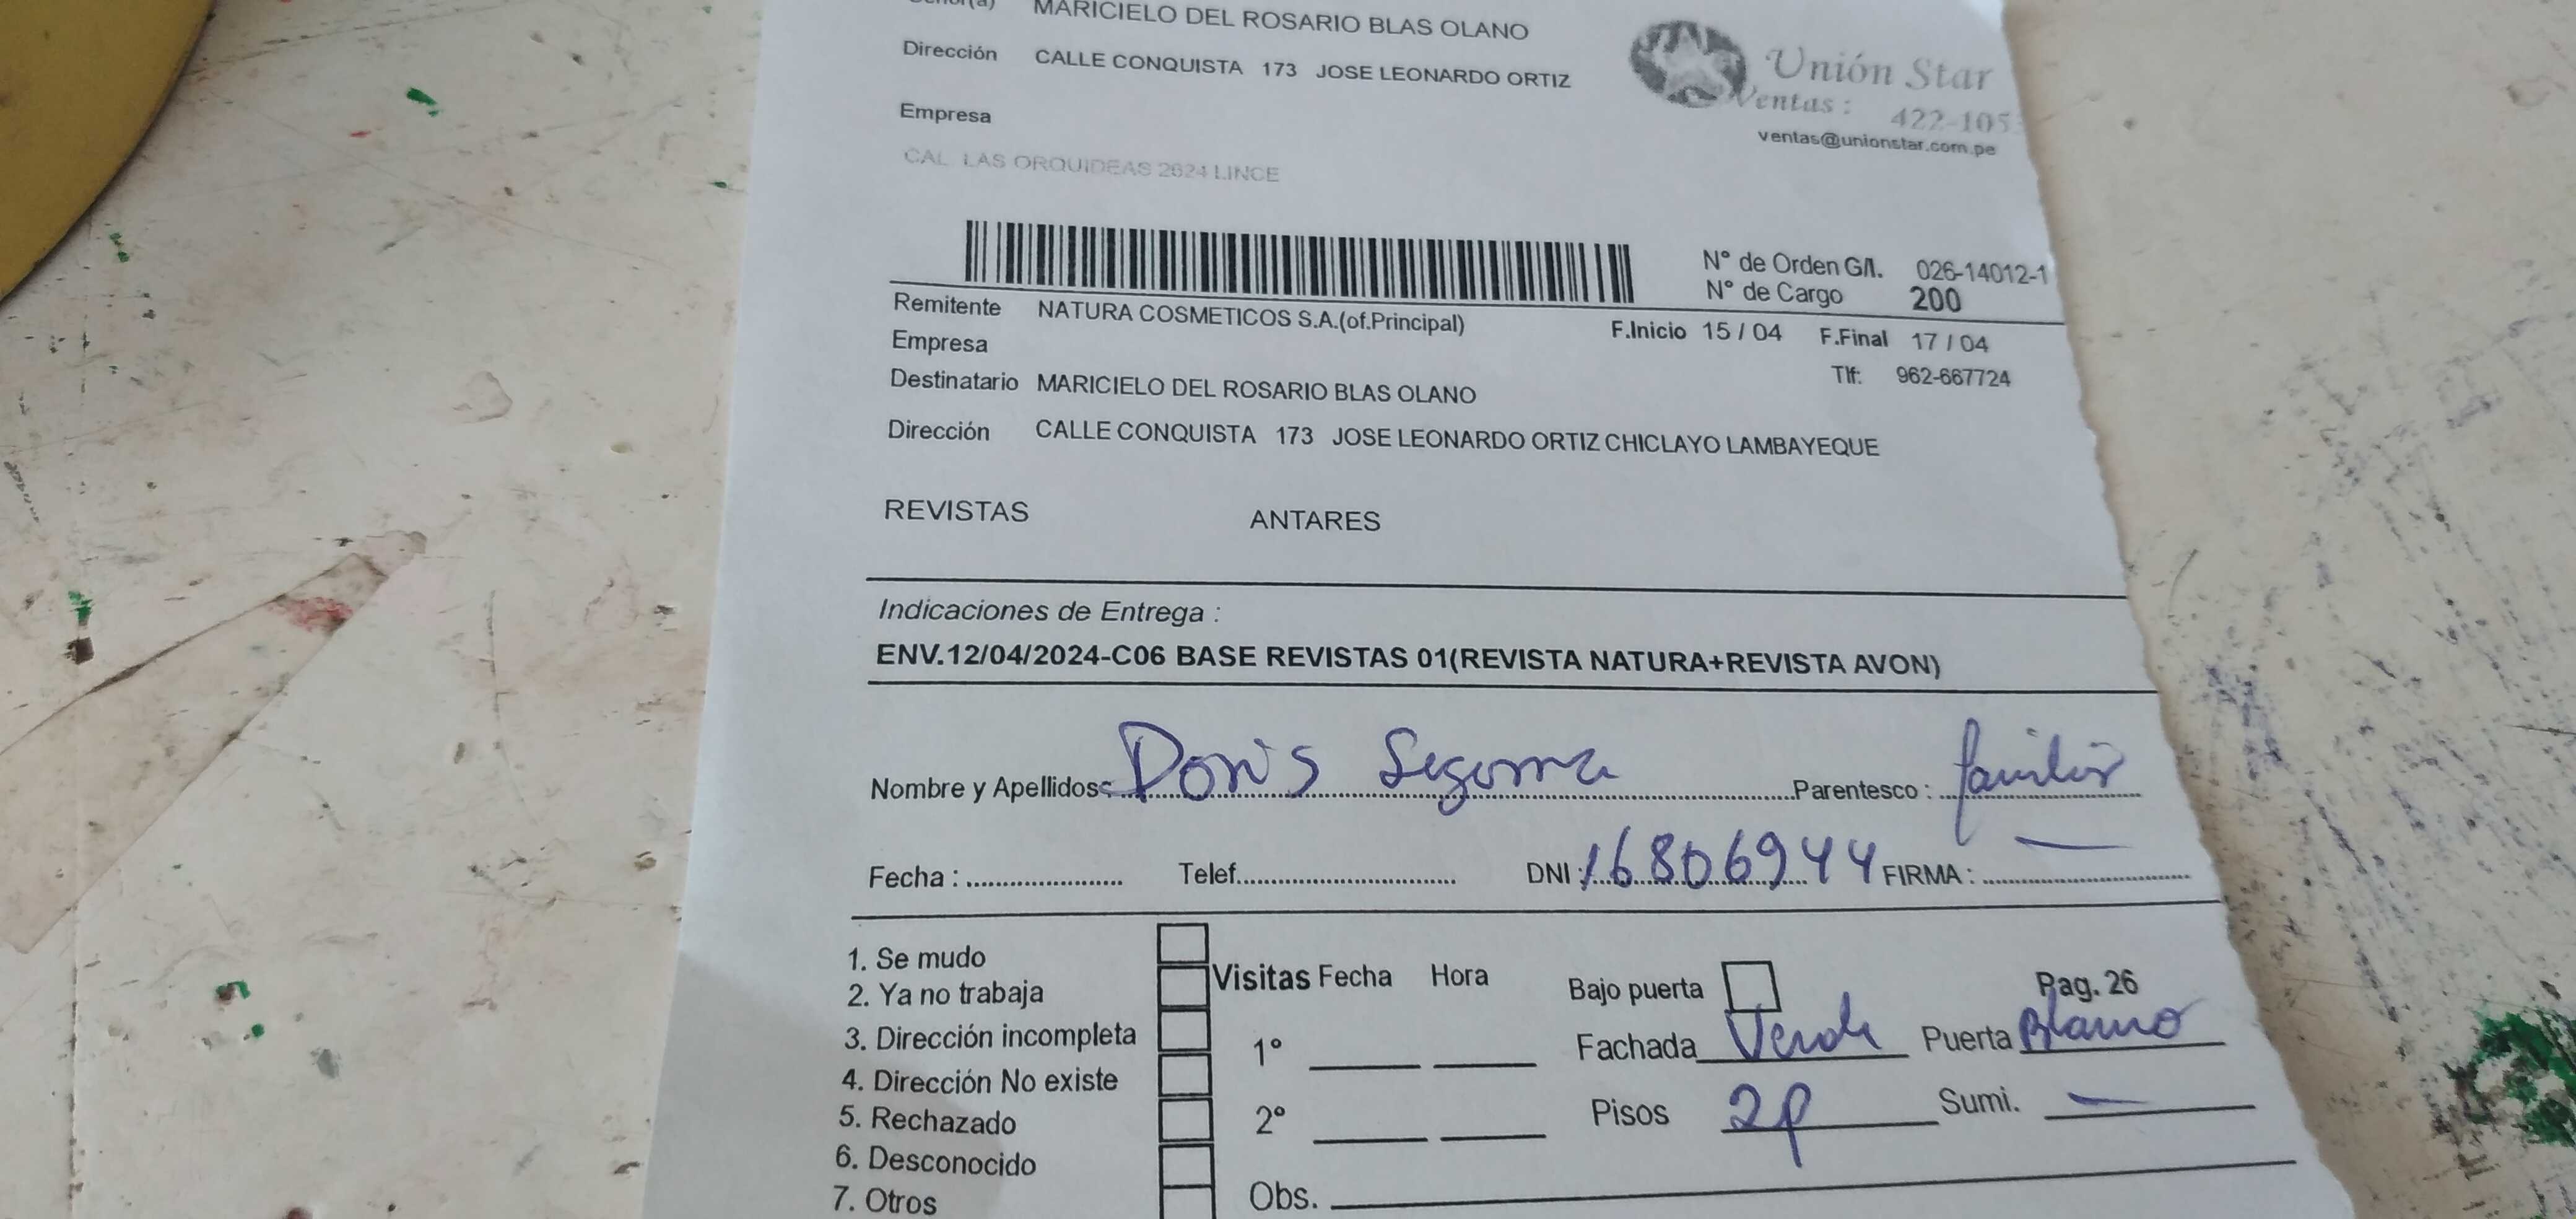 MARICIELO DEL ROSARIO BLAS OLANO
Dirección CALLE CONQUISTA 173 JOSE LEONARDO ORTIZ
Unión Star
Ventas : 422-105
ventas@unionstar.com.pe
Empresa
CAL LAS ORQUIDEAS 2624 LINCE
N° de Orden G/I. 026-14012-1
N° de Cargo 200
Remitente NATURA COSMETICOS S.A.(of.Principal) F.Inicio 15 / 04 F.Final 17 / 04
Empresa
Tlf: 962-667724
Destinatario MARICIELO DEL ROSARIO BLAS OLANO
Dirección CALLE CONQUISTA 173 JOSE LEONARDO ORTIZ CHICLAYO LAMBAYEQUE
REVISTAS ANTARES
Indicaciones de Entrega :
ENV.12/04/2024-C06 BASE REVISTAS 01(REVISTA NATURA+REVISTA AVON)
Nombre y Apellidos: Doris Parentesco : familiar
Fecha : Telef. DNI : 16806944 FIRMA :
1. Se mudo
2. Ya no trabaja
3. Dirección incompleta
4. Dirección No existe
5. Rechazado
6. Desconocido
7. Otros
Visitas Fecha Hora
1°
2°
Obs.
Bajo puerta Pag. 26
Fachada Verde Puerta Blanco
Pisos 2p Sumi. —